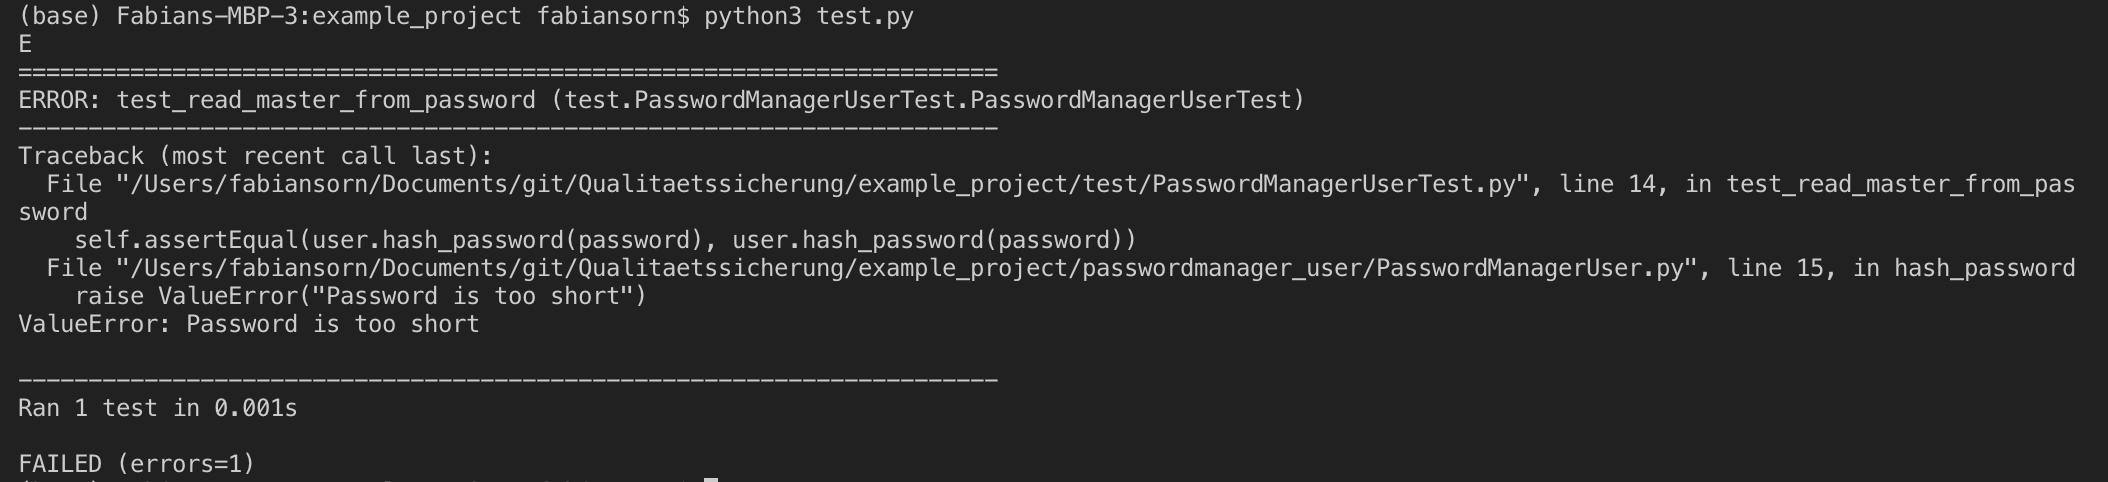 (base) Fabians-MBP-3:example_project fabiansorn$ python3 test.py
E
======================================================================
ERROR: test_read_master_from_password (test.PasswordManagerUserTest.PasswordManagerUserTest)
----------------------------------------------------------------------
Traceback (most recent call last):
  File "/Users/fabiansorn/Documents/git/Qualitaetssicherung/example_project/test/PasswordManagerUserTest.py", line 14, in test_read_master_from_pas
sword
    self.assertEqual(user.hash_password(password), user.hash_password(password))
  File "/Users/fabiansorn/Documents/git/Qualitaetssicherung/example_project/passwordmanager_user/PasswordManagerUser.py", line 15, in hash_password
    raise ValueError("Password is too short")
ValueError: Password is too short

----------------------------------------------------------------------
Ran 1 test in 0.001s

FAILED (errors=1)